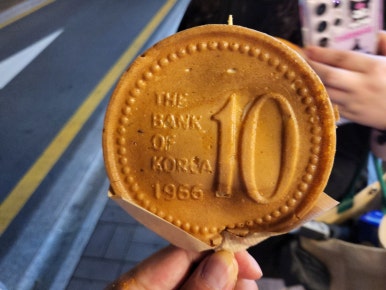 THE
BANK
OF
KOREA
1966
10